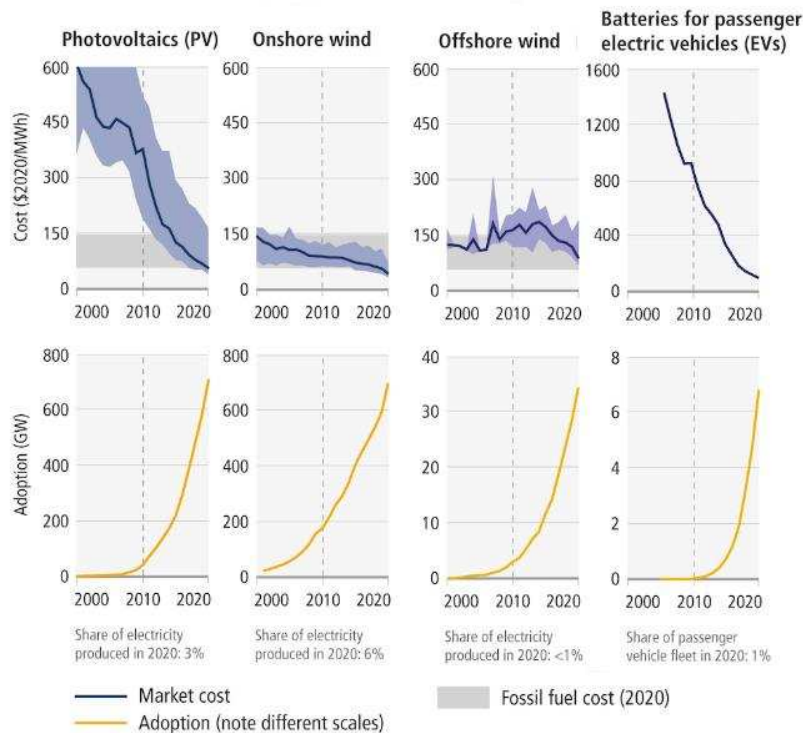 Photovoltaics (PV)
Onshore wind
Offshore wind
Batteries for passenger
electric vehicles (EVs)
Cost ($2020/MWh)
600
450
300
150
0
2000 2010 2020
600
450
300
150
0
2000 2010 2020
600
450
300
150
0
2000 2010 2020
1600
1200
800
400
0
2000 2010 2020
Adoption (GW)
800
600
400
200
0
2000 2010 2020
800
600
400
200
0
2000 2010 2020
40
30
20
10
0
2000 2010 2020
8
6
4
2
0
2000 2010 2020
Share of electricity
produced in 2020: 3%
Share of electricity
produced in 2020: 6%
Share of electricity
produced in 2020: <1%
Share of passenger
vehicle fleet in 2020: 1%
Market cost
Adoption (note different scales)
Fossil fuel cost (2020)